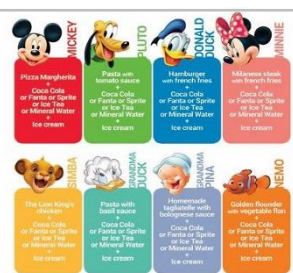 MICKEY
Pizza Margherita
+
Coca Cola
or Fanta or Sprite
or Ice Tea
or Mineral Water
+
Ice cream
PLUTO
Pasta with
tomato sauce
+
Coca Cola
or Fanta or Sprite
or Ice Tea
or Mineral Water
+
Ice cream
DONALD
DUCK
Hamburger
with french fries
+
Coca Cola
or Fanta or Sprite
or Ice Tea
or Mineral Water
+
Ice cream
MINNIE
Milanese steak
with french fries
+
Coca Cola
or Fanta or Sprite
or Ice Tea
or Mineral Water
+
Ice cream
SIMBA
The Lion King's
chicken
+
Coca Cola
or Fanta or Sprite
or Ice Tea
or Mineral Water
+
Ice cream
GRANDMA
DUCK
Pasta with
basil sauce
+
Coca Cola
or Fanta or Sprite
or Ice Tea
or Mineral Water
+
Ice cream
GRANDMA
PINA
Homemade
tagliatelle with
bolognese sauce
+
Coca Cola
or Fanta or Sprite
or Ice Tea
or Mineral Water
+
Ice cream
NEMO
Golden flounder
with vegetable flan
+
Coca Cola
or Fanta or Sprite
or Ice Tea
or Mineral Water
+
Ice cream